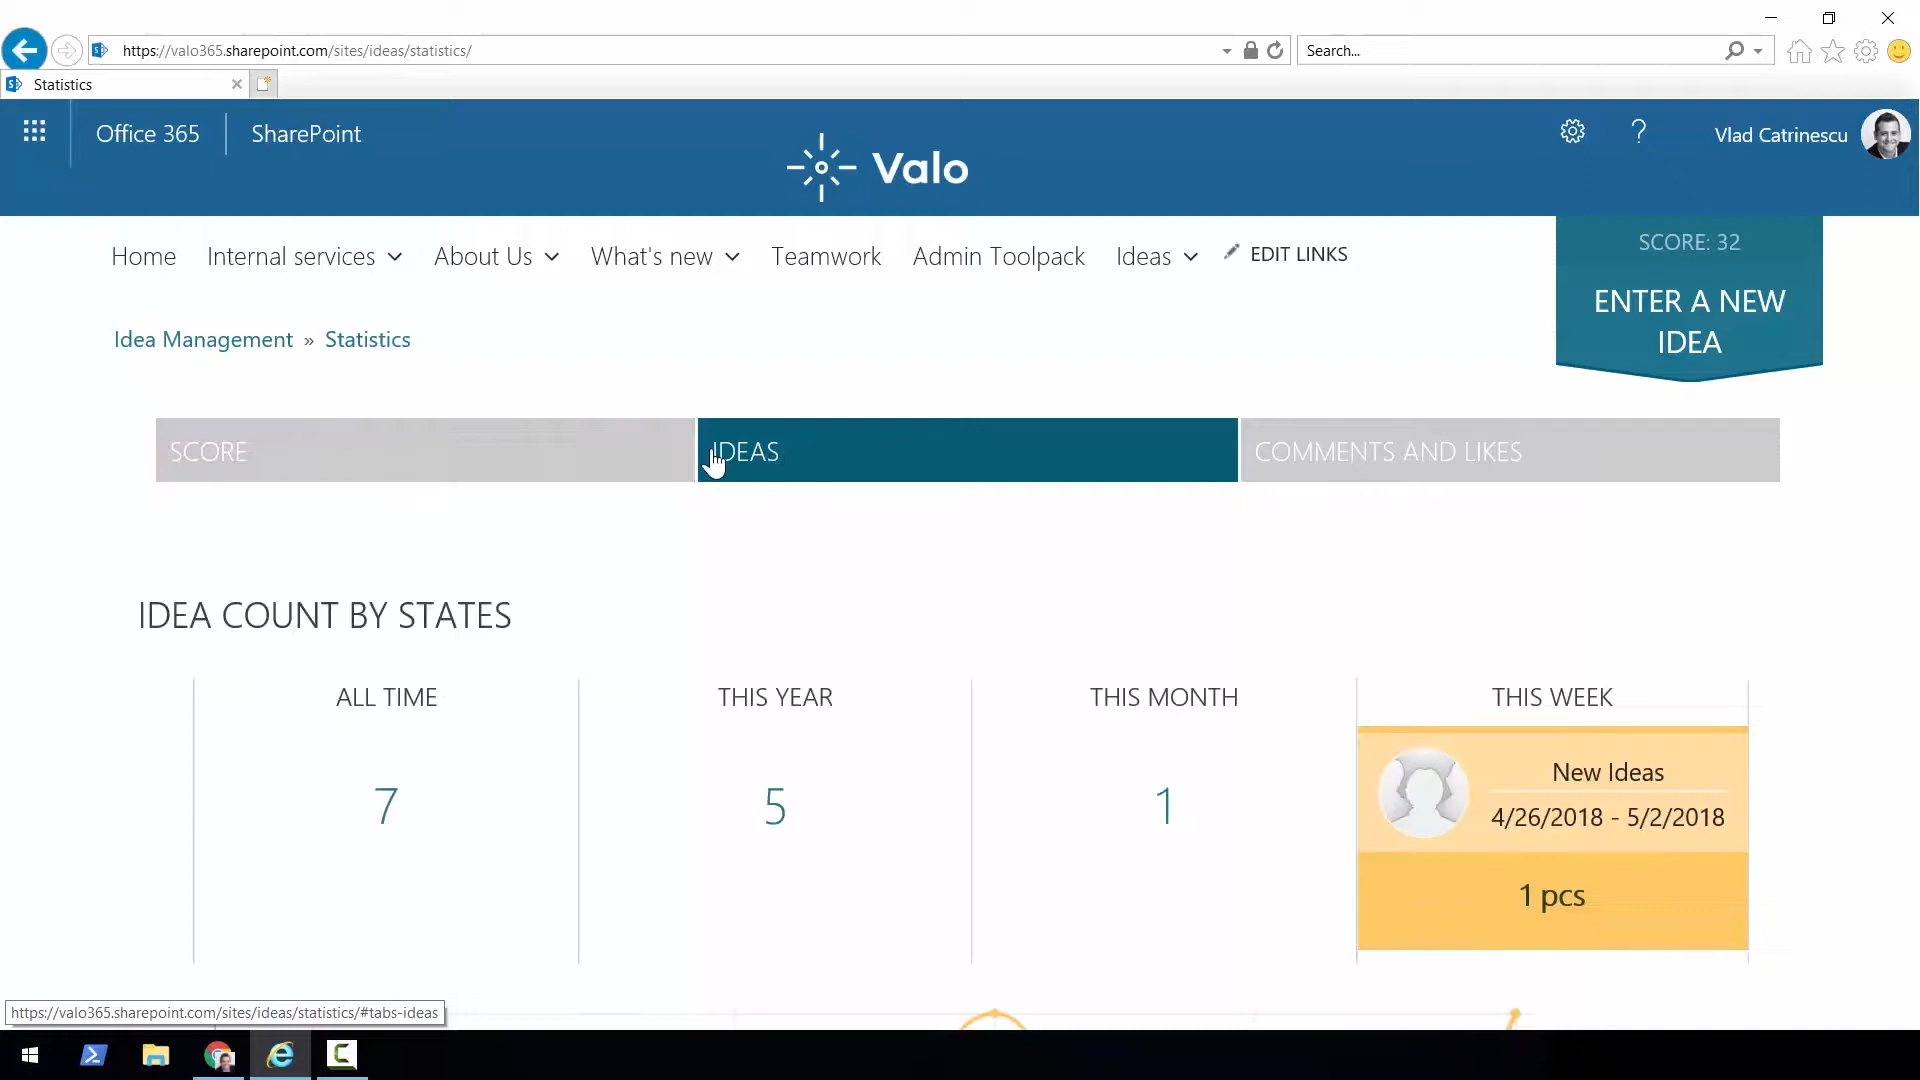 https://valo365.sharepoint.com/sites/ideas/statistics/
Search...
Statistics
Office 365
SharePoint
Valo
Vlad Catrinescu
Home
Internal services
About Us
What's new
Teamwork
Admin Toolpack
Ideas
EDIT LINKS
SCORE: 32
ENTER A NEW
IDEA
Idea Management » Statistics
SCORE
IDEAS
COMMENTS AND LIKES
IDEA COUNT BY STATES
ALL TIME
THIS YEAR
THIS MONTH
THIS WEEK
7
5
1
New Ideas
4/26/2018 - 5/2/2018
1 pcs
https://valo365.sharepoint.com/sites/ideas/statistics/#tabs-ideas